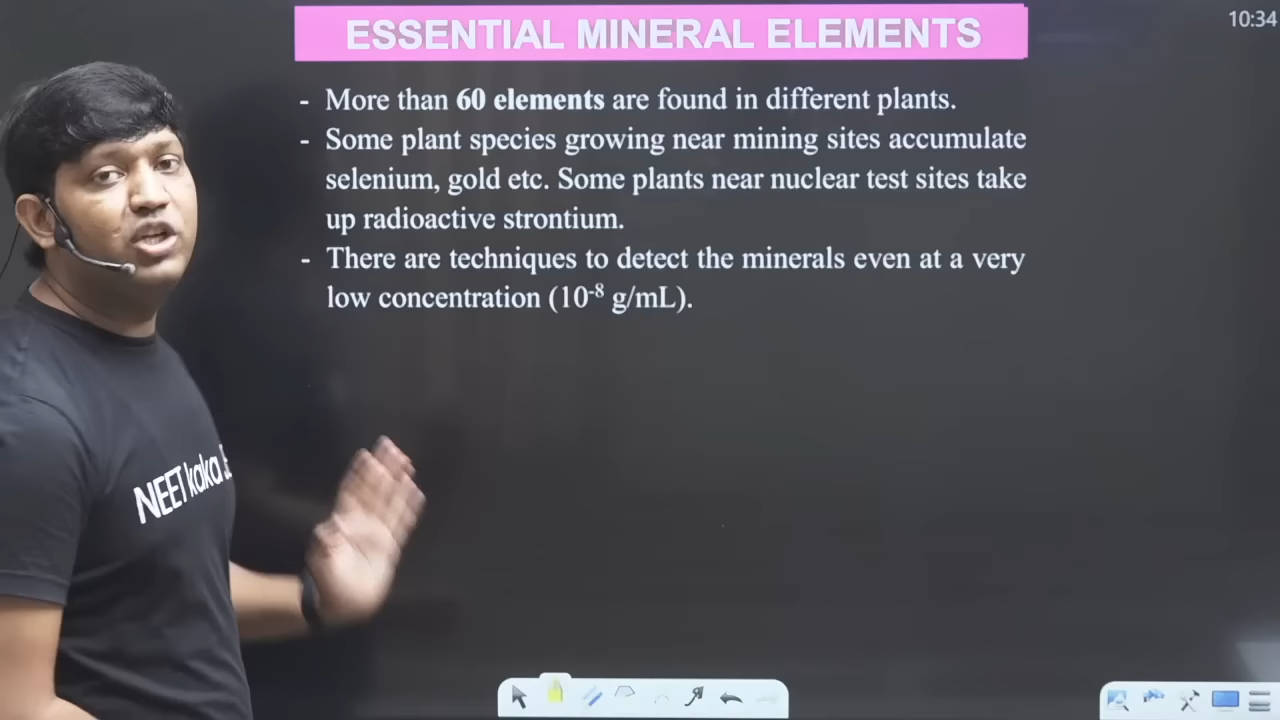 ESSENTIAL MINERAL ELEMENTS
10:34
- More than 60 elements are found in different plants.
- Some plant species growing near mining sites accumulate
selenium, gold etc. Some plants near nuclear test sites take
up radioactive strontium.
- There are techniques to detect the minerals even at a very
low concentration (10⁻⁸ g/mL).
NEET kaka